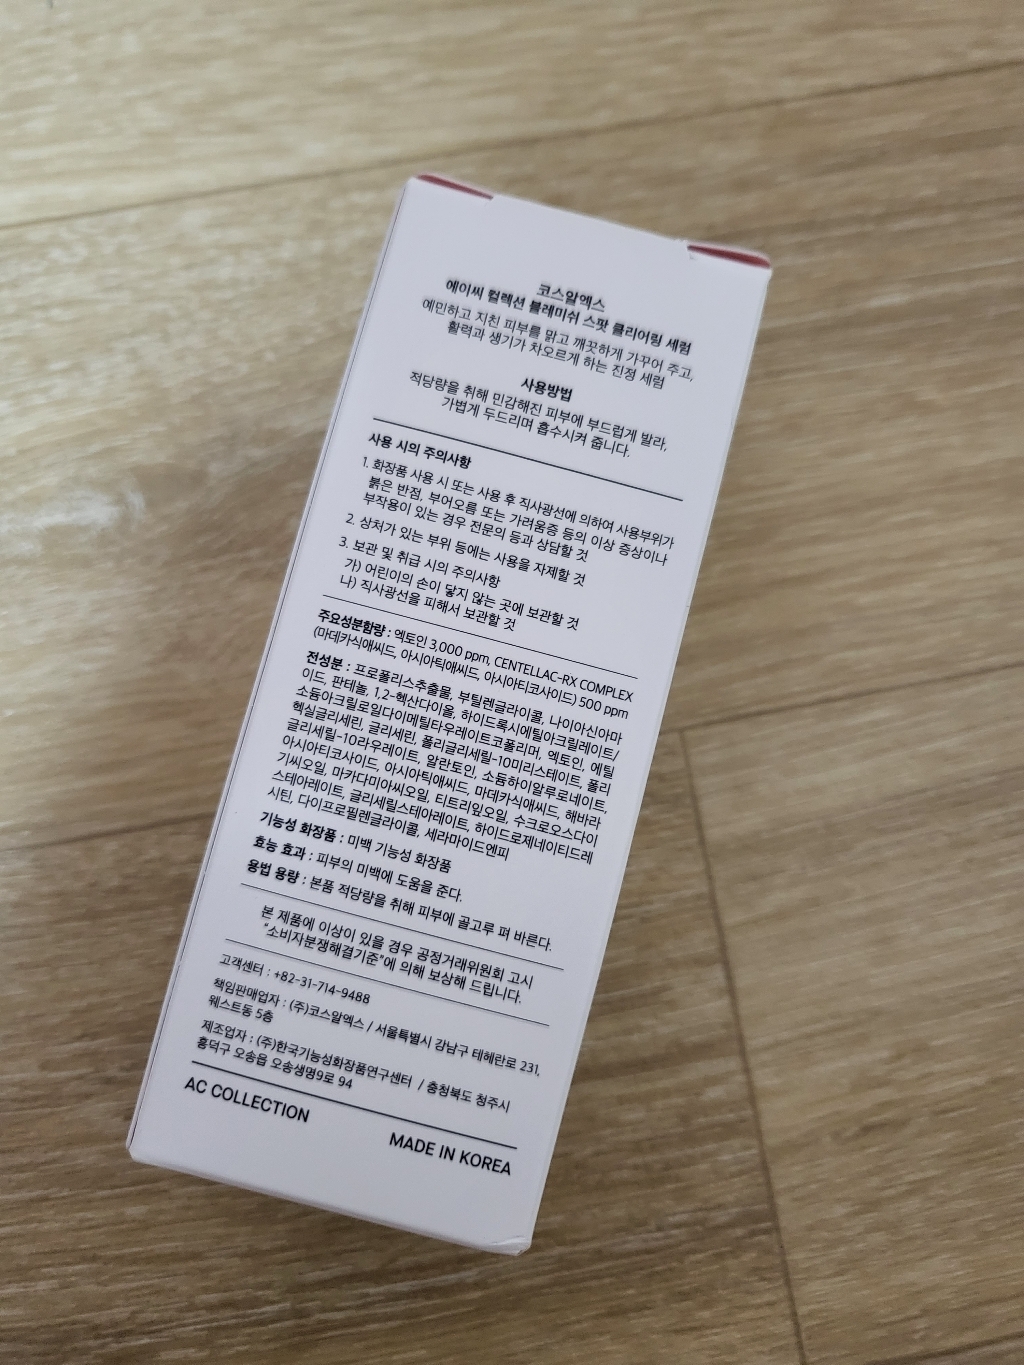 코스알엑스
에이씨 컬렉션 블레미쉬 스팟 클리어링 세럼
예민하고 지친 피부를 맑고 깨끗하게 가꾸어 주고,
활력과 생기가 차오르게 하는 진정 세럼
사용방법
적당량을 취해 민감해진 피부에 부드럽게 발라,
가볍게 두드리며 흡수시켜 줍니다.
사용 시의 주의사항
1. 화장품 사용 시 또는 사용 후 직사광선에 의하여 사용부위가
붉은 반점, 부어오름 또는 가려움증 등의 이상 증상이나
부작용이 있는 경우 전문의 등과 상담할 것
2. 상처가 있는 부위 등에는 사용을 자제할 것
3. 보관 및 취급 시의 주의사항
가) 어린이의 손이 닿지 않는 곳에 보관할 것
나) 직사광선을 피해서 보관할 것
주요성분함량 : 엑토인 3,000 ppm, CENTELLAC-RX COMPLEX
(마데카식애씨드, 아시아틱애씨드, 아시아티코사이드) 500 ppm
전성분 : 프로폴리스추출물, 부틸렌글라이콜, 나이아신아마
이드, 판테놀, 1,2-헥산다이올, 하이드록시에틸아크릴레이트/
소듐아크릴로일다이메틸타우레이트코폴리머, 엑토인, 에틸
헥실글리세린, 글리세린, 폴리글리세릴-10미리스테이트, 폴리
글리세릴-10라우레이트, 알란토인, 소듐하이알루로네이트,
아시아티코사이드, 아시아틱애씨드, 마데카식애씨드, 해바라
기씨오일, 마카다미아씨오일, 티트리잎오일, 수크로오스다이
스테아레이트, 글리세릴스테아레이트, 하이드로제네이티드레
시틴, 다이프로필렌글라이콜, 세라마이드엔피
기능성 화장품 : 미백 기능성 화장품
효능 효과 : 피부의 미백에 도움을 준다.
용법 용량 : 본품 적당량을 취해 피부에 골고루 펴 바른다.
본 제품에 이상이 있을 경우 공정거래위원회 고시
"소비자분쟁해결기준"에 의해 보상해 드립니다.
고객센터 : +82-31-714-9488
책임판매업자 : (주)코스알엑스 / 서울특별시 강남구 테헤란로 231,
웨스트동 5층
제조업자 : (주)한국기능성화장품연구센터 / 충청북도 청주시
흥덕구 오송읍 오송생명9로 94
AC COLLECTION
MADE IN KOREA